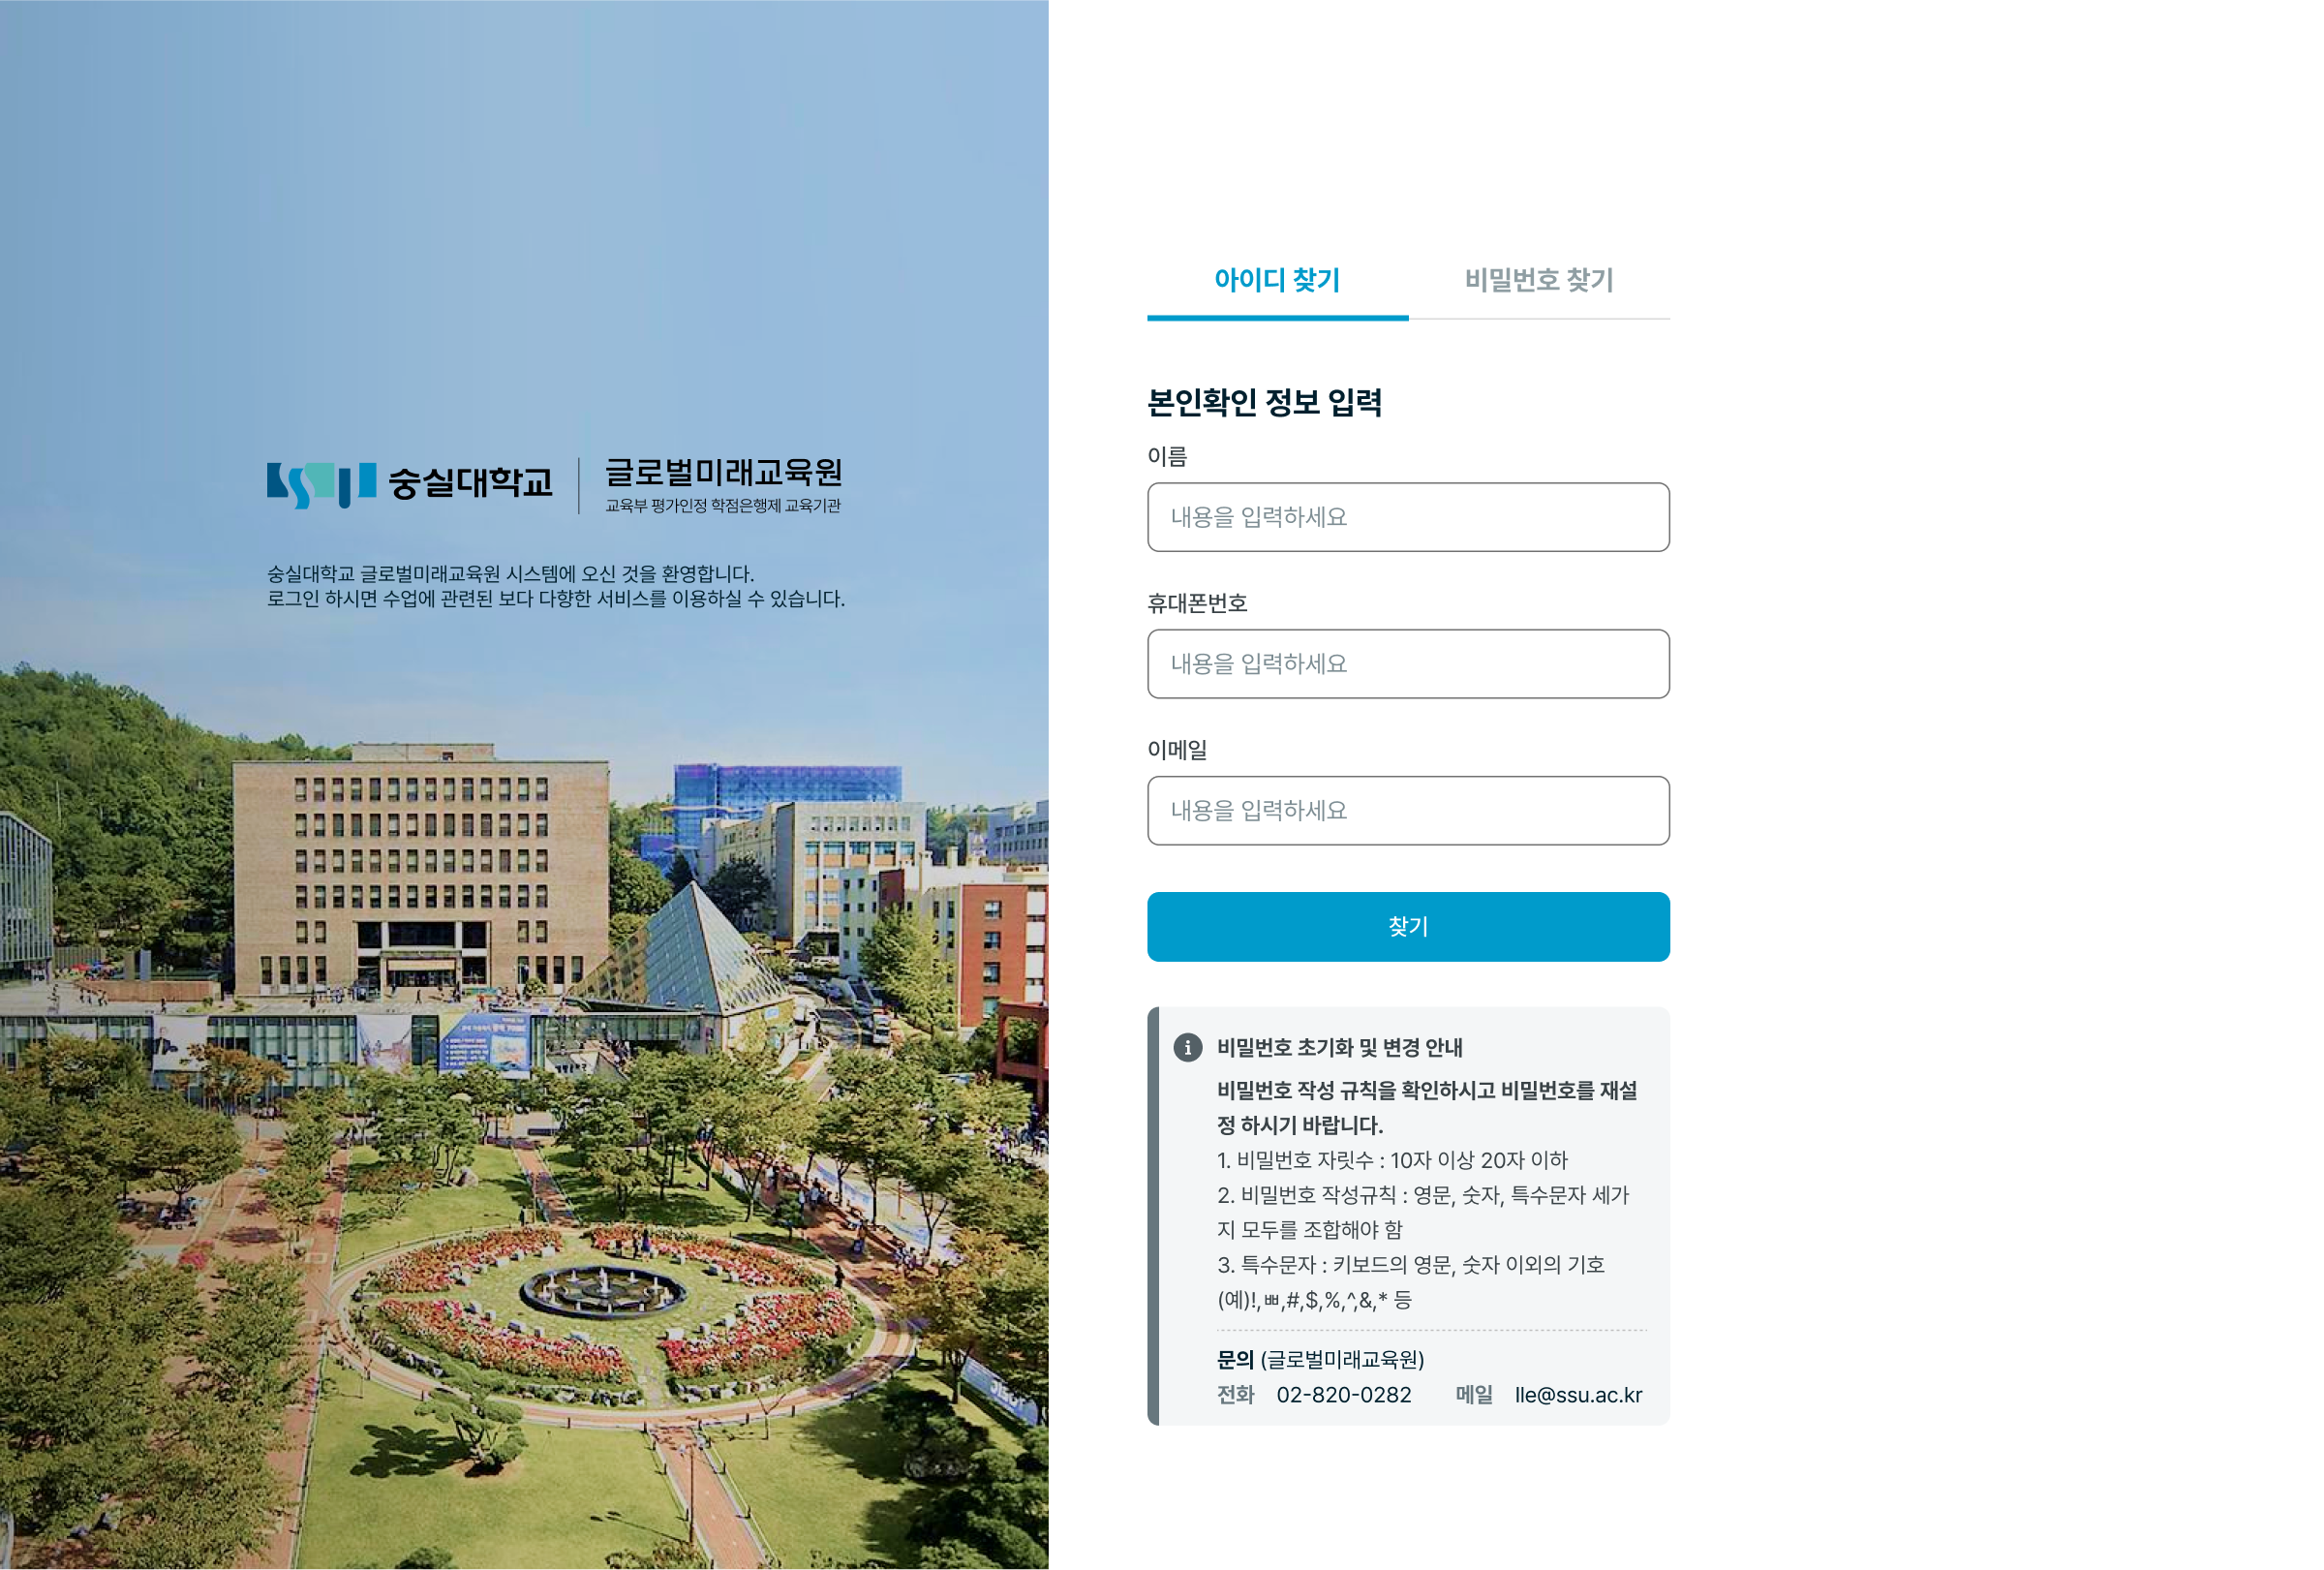 숭실대학교
글로벌미래교육원
교육부 평가인정 학점은행제 교육기관
숭실대학교 글로벌미래교육원 시스템에 오신 것을 환영합니다.
로그인 하시면 수업에 관련된 보다 다향한 서비스를 이용하실 수 있습니다.
아이디 찾기
비밀번호 찾기
본인확인 정보 입력
이름
내용을 입력하세요
휴대폰번호
내용을 입력하세요
이메일
내용을 입력하세요
찾기
비밀번호 초기화 및 변경 안내
비밀번호 작성 규칙을 확인하시고 비밀번호를 재설
정 하시기 바랍니다.
1. 비밀번호 자릿수 : 10자 이상 20자 이하
2. 비밀번호 작성규칙 : 영문, 숫자, 특수문자 세가
지 모두를 조합해야 함
3. 특수문자 : 키보드의 영문, 숫자 이외의 기호
(예)!,ㅃ,#,$,%,^,&,* 등
문의 (글로벌미래교육원)
전화 02-820-0282 메일 lle@ssu.ac.kr